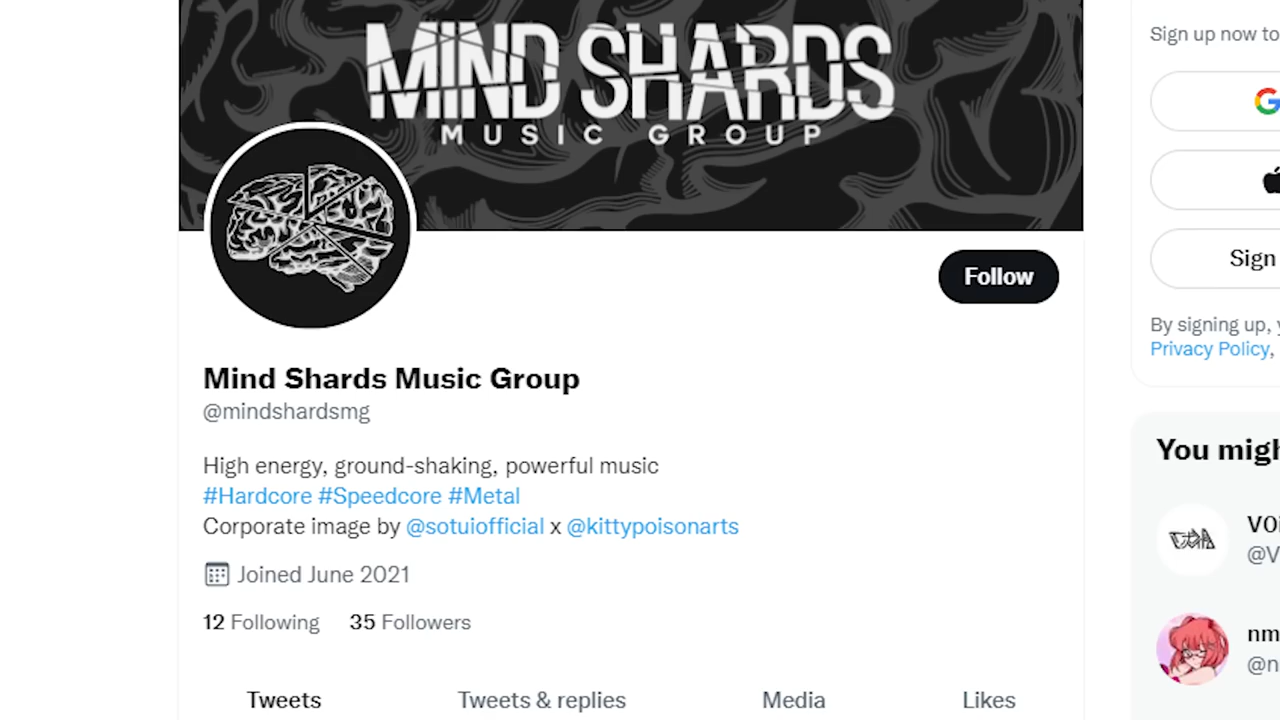 MIND SHARDS
MUSIC GROUP
Follow
Mind Shards Music Group
@mindshardsmg
High energy, ground-shaking, powerful music
#Hardcore #Speedcore #Metal
Corporate image by @sotuiofficial x @kittypoisonarts
Joined June 2021
12 Following 35 Followers
Tweets Tweets & replies Media Likes
Sign up now to
Sign
By signing up,
Privacy Policy,
You